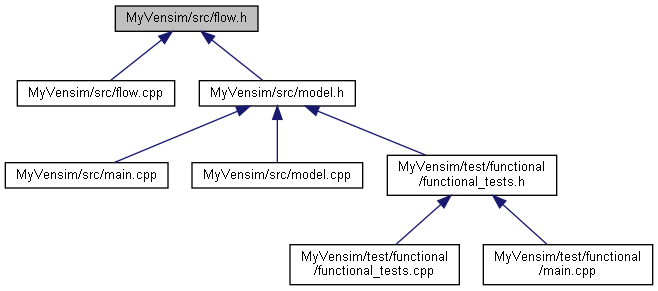 MyVensim/src/flow.h
MyVensim/src/flow.cpp
MyVensim/src/model.h
MyVensim/src/main.cpp
MyVensim/src/model.cpp
MyVensim/test/functional
/functional_tests.h
MyVensim/test/functional
/functional_tests.cpp
MyVensim/test/functional
/main.cpp